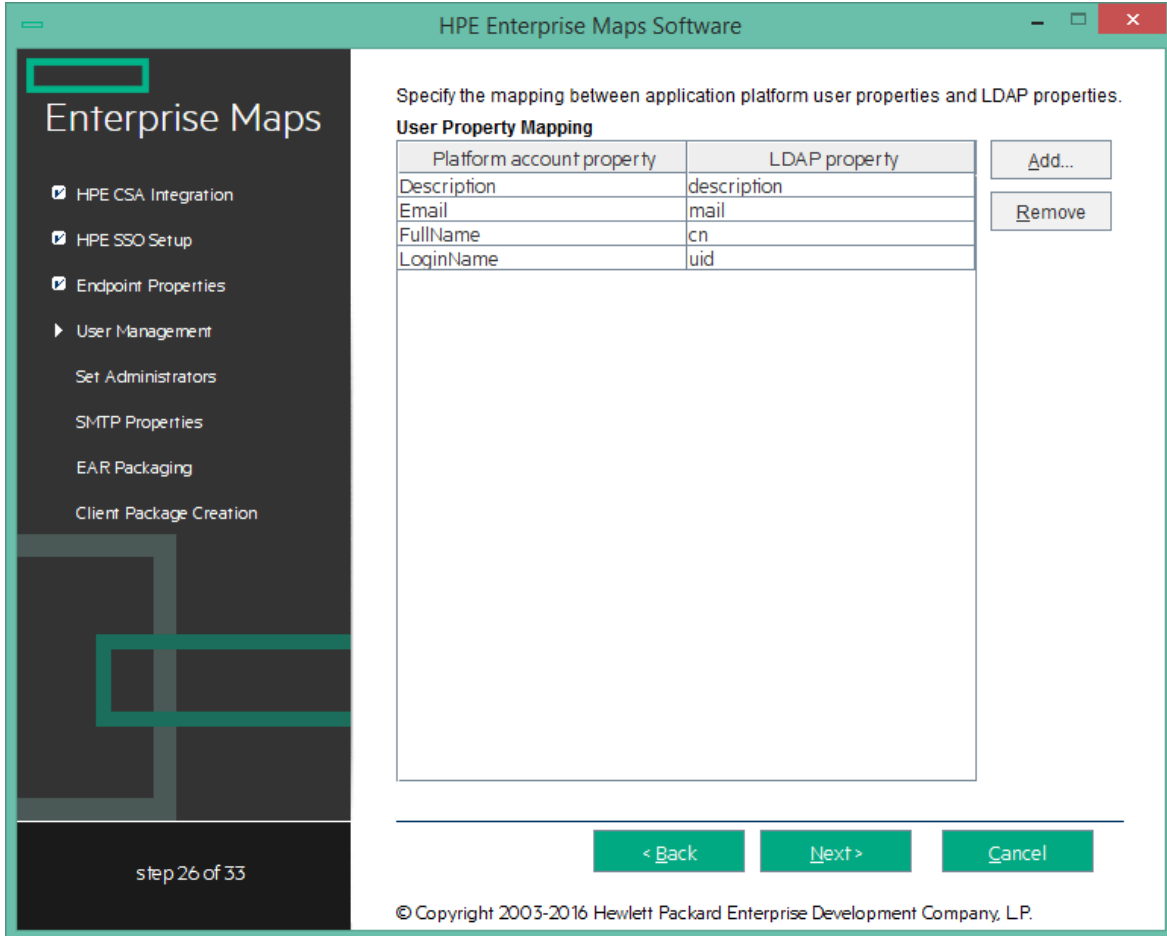 HPE Enterprise Maps Software
Enterprise Maps
HPE CSA Integration
HPE SSO Setup
Endpoint Properties
User Management
Set Administrators
SMTP Properties
EAR Packaging
Client Package Creation
step 26 of 33
Specify the mapping between application platform user properties and LDAP properties.
User Property Mapping
Platform account property LDAP property
Description description
Email mail
FullName cn
LoginName uid
Add...
Remove
< Back Next > Cancel
© Copyright 2003-2016 Hewlett Packard Enterprise Development Company, L.P.